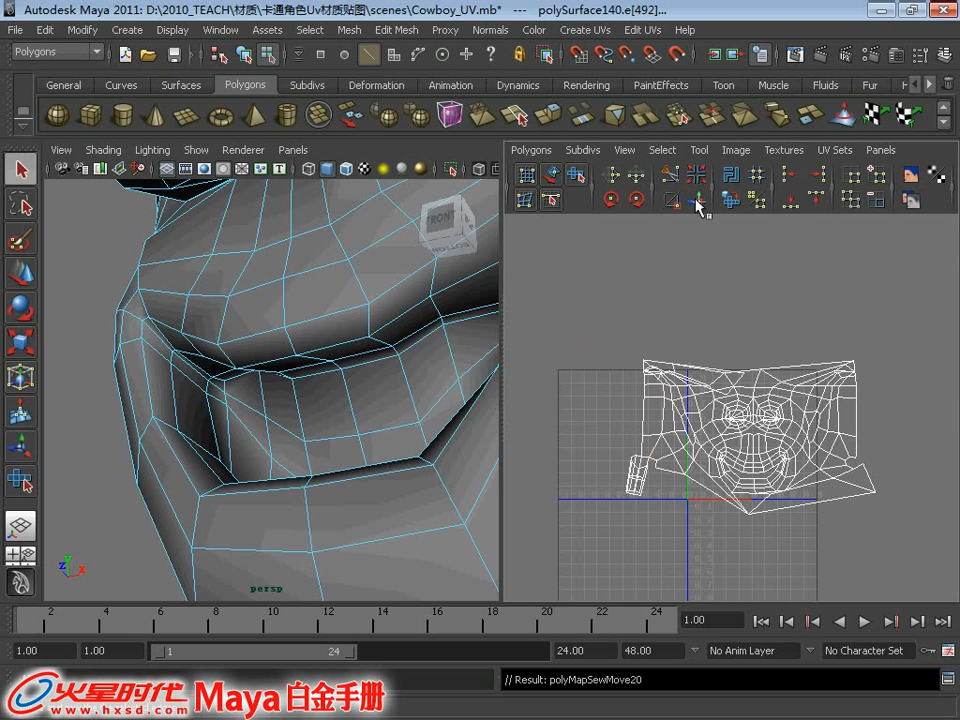 Autodesk Maya 2011: D:\2010_TEACH\材质\卡通角色Uv材质贴图\scenes\Cowboy_UV.mb* --- polySurface140.e[492]...
File Edit Modify Create Display Window Assets Select Mesh Edit Mesh Proxy Normals Color Create UVs Edit UVs Help
Polygons
General Curves Surfaces Polygons Subdivs Deformation Animation Dynamics Rendering PaintEffects Toon Muscle Fluids Fur
View Shading Lighting Show Renderer Panels
Polygons Subdivs View Select Tool Image Textures UV Sets Panels
FRONT
persp
2 4 6 8 10 12 14 16 18 20 22 24
1.00
1.00 1.00 1 24 24.00 48.00 No Anim Layer No Character Set
// Result: polyMapSewMove20
火星时代 Maya 白金手册
www.hxsd.com